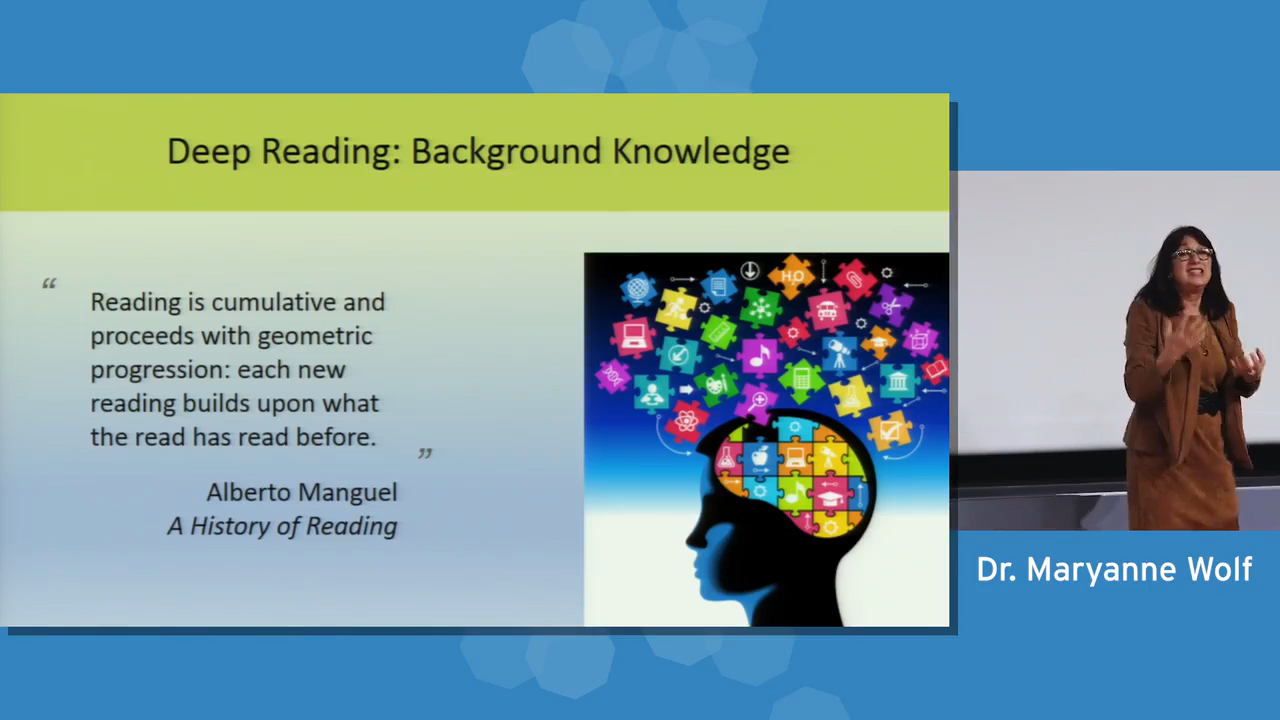 Deep Reading: Background Knowledge
“
Reading is cumulative and
proceeds with geometric
progression: each new
reading builds upon what
the read has read before.
”
Alberto Manguel
A History of Reading
H₂O
Dr. Maryanne Wolf